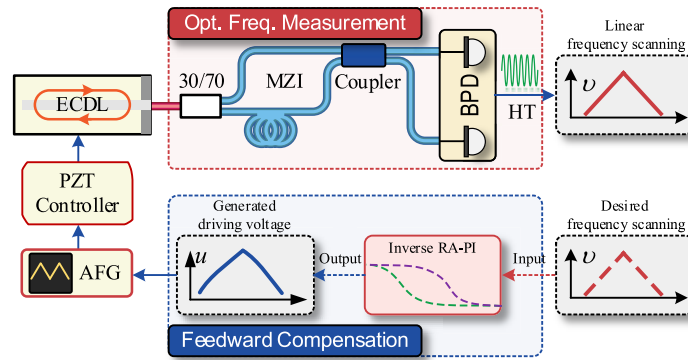 Opt. Freq. Measurement
Linear
frequency scanning
30/70
MZI
Coupler
BPD
HT
υ
ECDL
PZT
Controller
AFG
Generated
driving voltage
u
Output
Inverse RA-PI
Input
Desired
frequency scanning
υ
Feedward Compensation